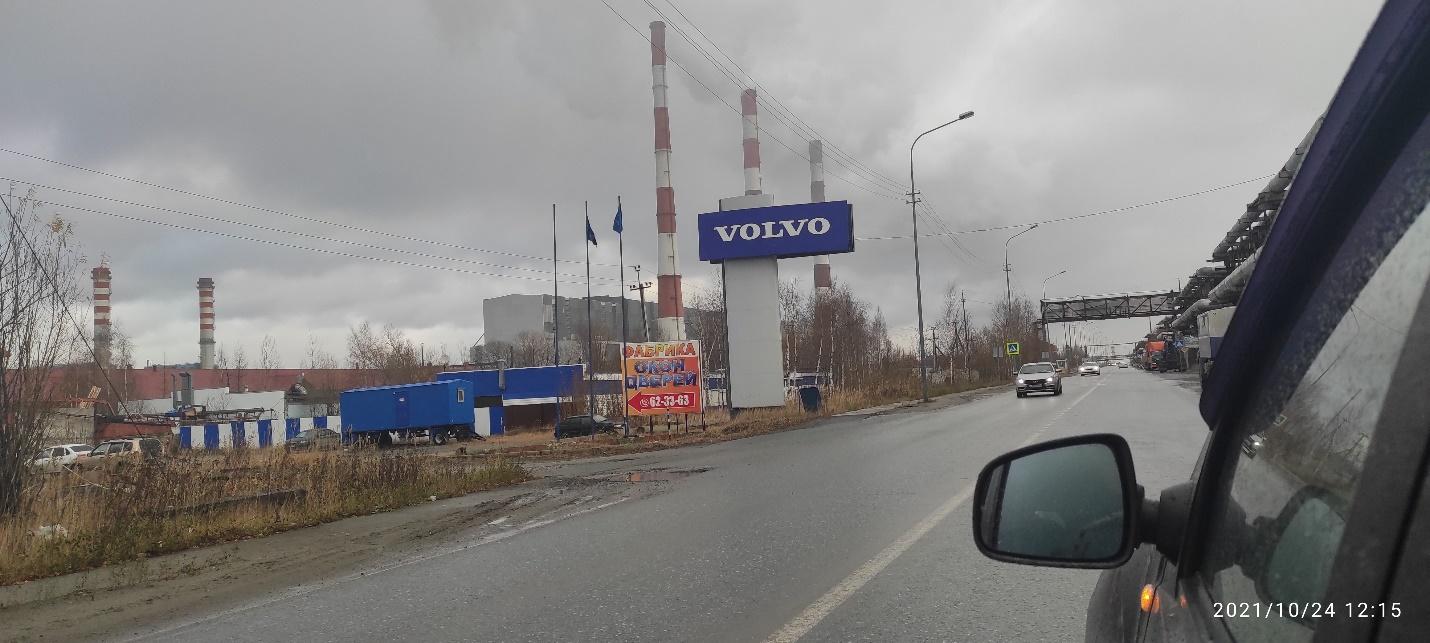 VOLVO
ФАБРИКА
ОКОН
ДВЕРЕЙ
62-33-63
2021/10/24 12:15